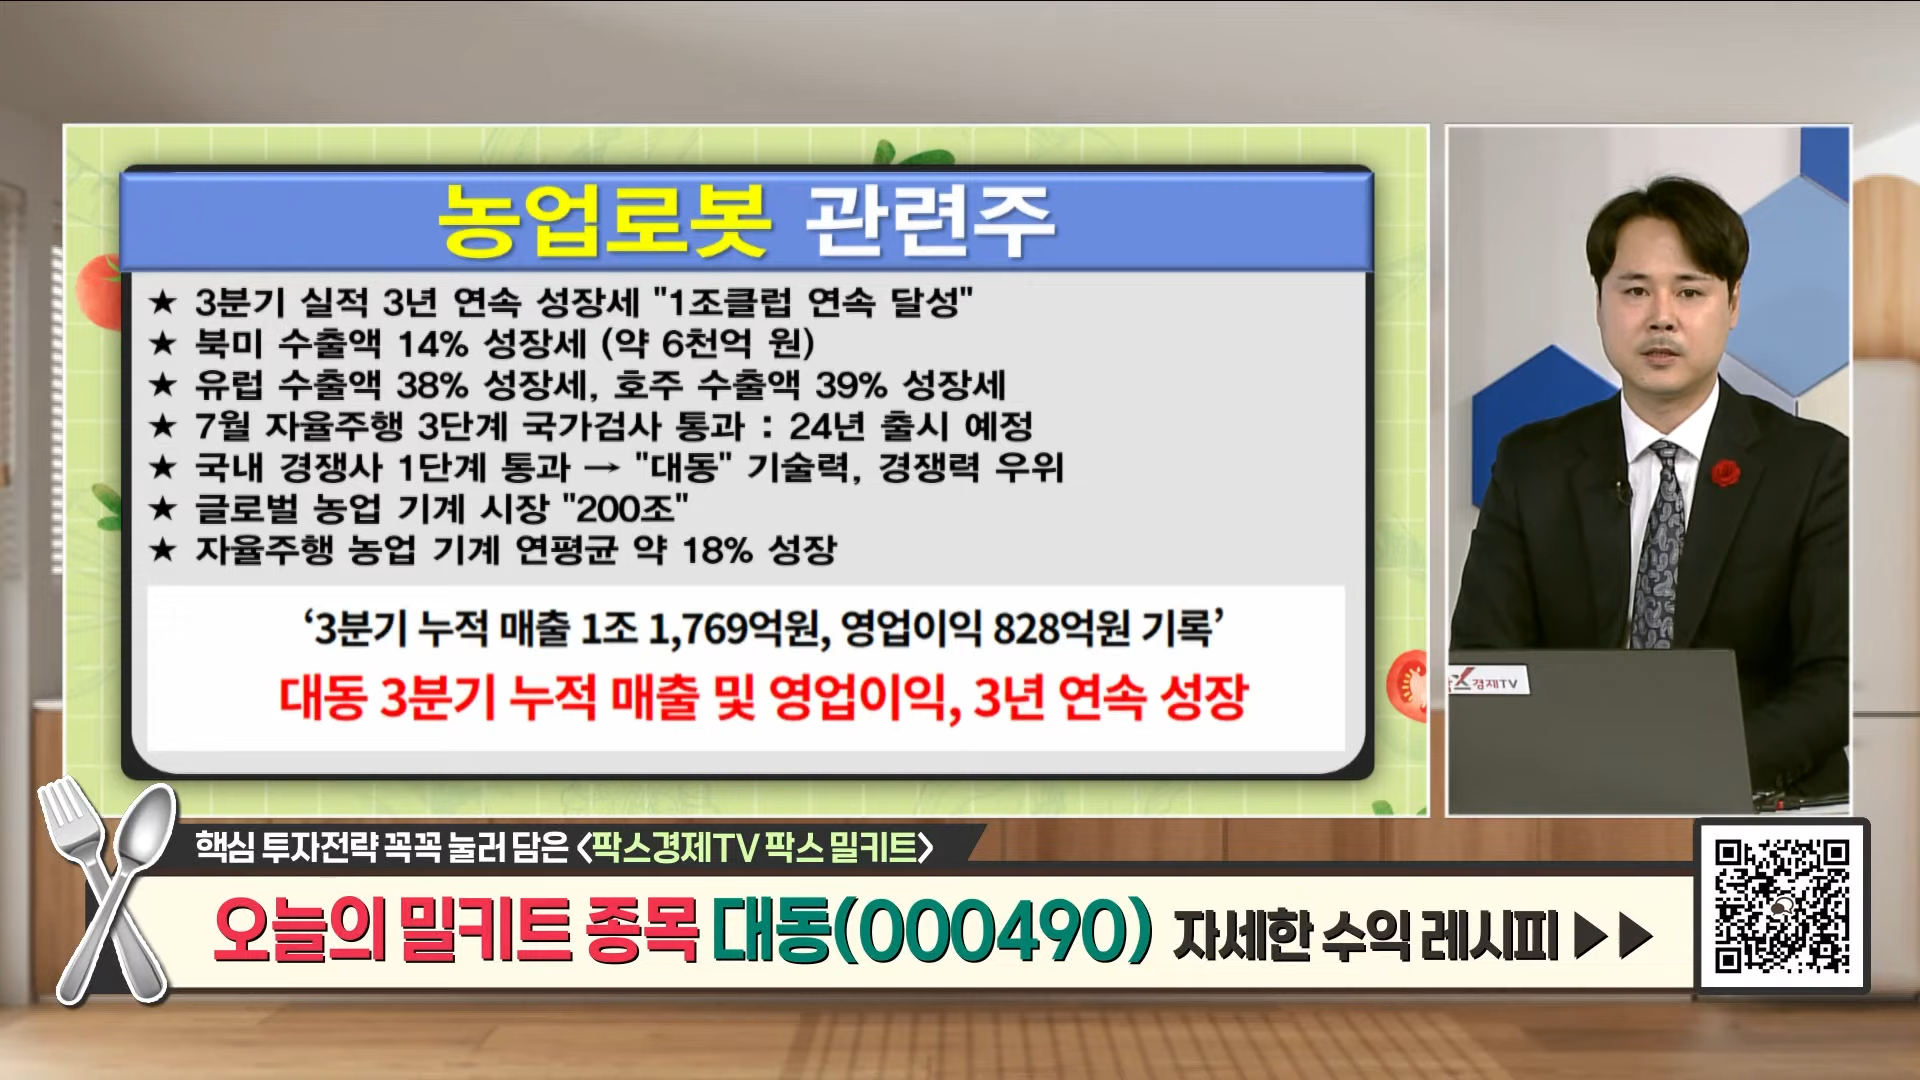 농업로봇 관련주
★ 3분기 실적 3년 연속 성장세 "1조클럽 연속 달성"
★ 북미 수출액 14% 성장세 (약 6천억 원)
★ 유럽 수출액 38% 성장세, 호주 수출액 39% 성장세
★ 7월 자율주행 3단계 국가검사 통과 : 24년 출시 예정
★ 국내 경쟁사 1단계 통과 → "대동" 기술력, 경쟁력 우위
★ 글로벌 농업 기계 시장 "200조"
★ 자율주행 농업 기계 연평균 약 18% 성장
‘3분기 누적 매출 1조 1,769억원, 영업이익 828억원 기록’
대동 3분기 누적 매출 및 영업이익, 3년 연속 성장
경제TV
핵심 투자전략 꼭꼭 눌러 담은 <팍스경제TV 팍스 밀키트>
오늘의 밀키트 종목 대동(000490) 자세한 수익 레시피 ▶▶